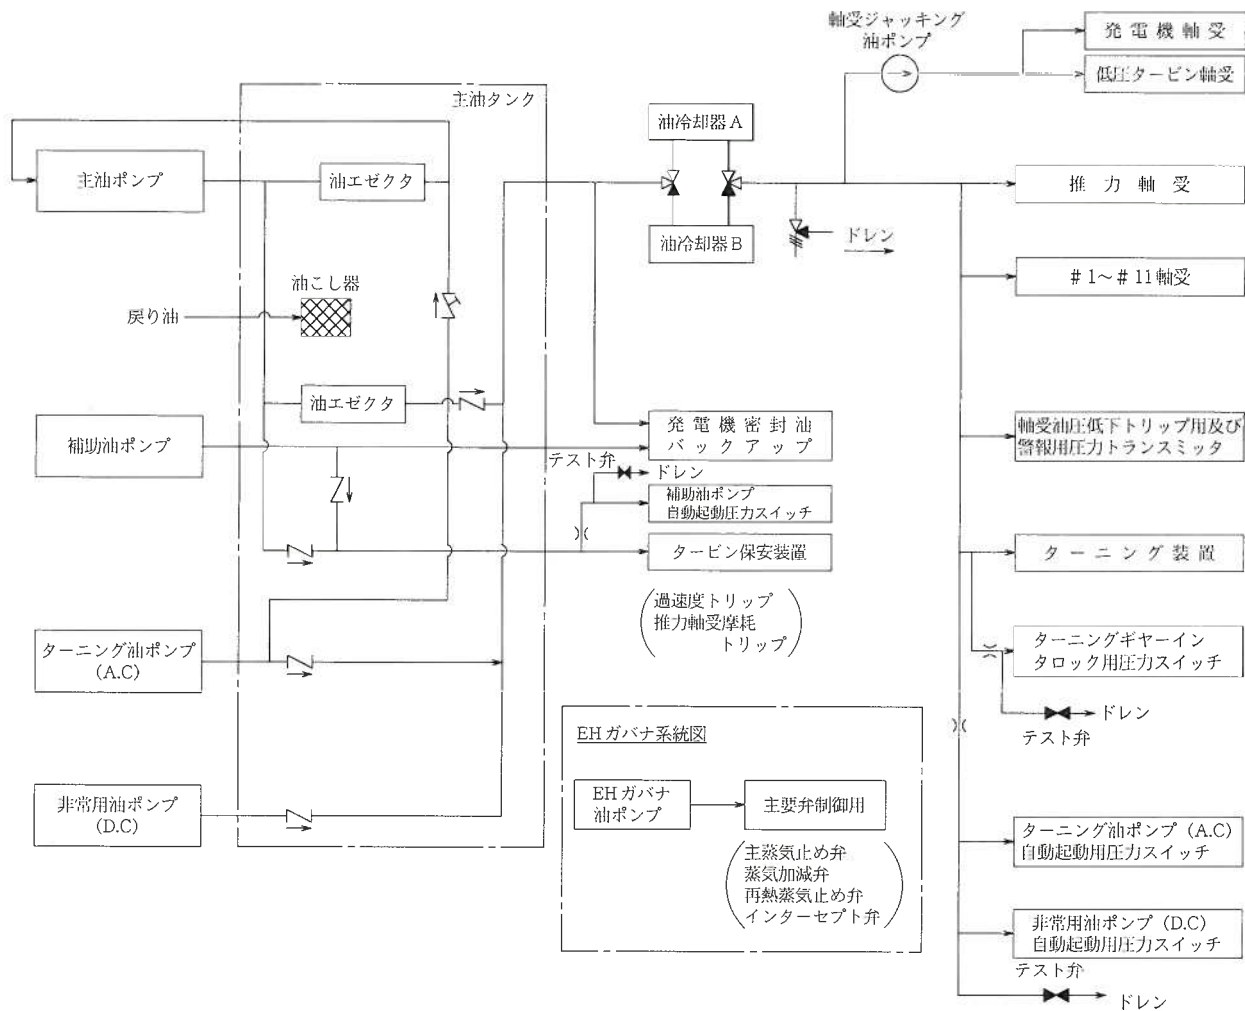 軸受ジャッキング
油ポンプ
発電機軸受
低圧タービン軸受
主油タンク
油冷却器A
主油ポンプ
油エゼクタ
推力軸受
油冷却器B
ドレン
油こし器
戻り油
#1～#11軸受
油エゼクタ
補助油ポンプ
発電機密封油
バックアップ
軸受油圧低下トリップ用及び
警報用圧力トランスミッタ
テスト弁
ドレン
補助油ポンプ
自動起動圧力スイッチ
タービン保安装置
ターニング装置
過速度トリップ
推力軸受摩耗
トリップ
ターニング油ポンプ
(A.C)
ターニングギヤーイン
タロック用圧力スイッチ
ドレン
テスト弁
EHガバナ系統図
EHガバナ
油ポンプ
主要弁制御用
非常用油ポンプ
(D.C)
主蒸気止め弁
蒸気加減弁
再熱蒸気止め弁
インターセプト弁
ターニング油ポンプ(A.C)
自動起動用圧力スイッチ
非常用油ポンプ(D.C)
自動起動用圧力スイッチ
テスト弁
ドレン